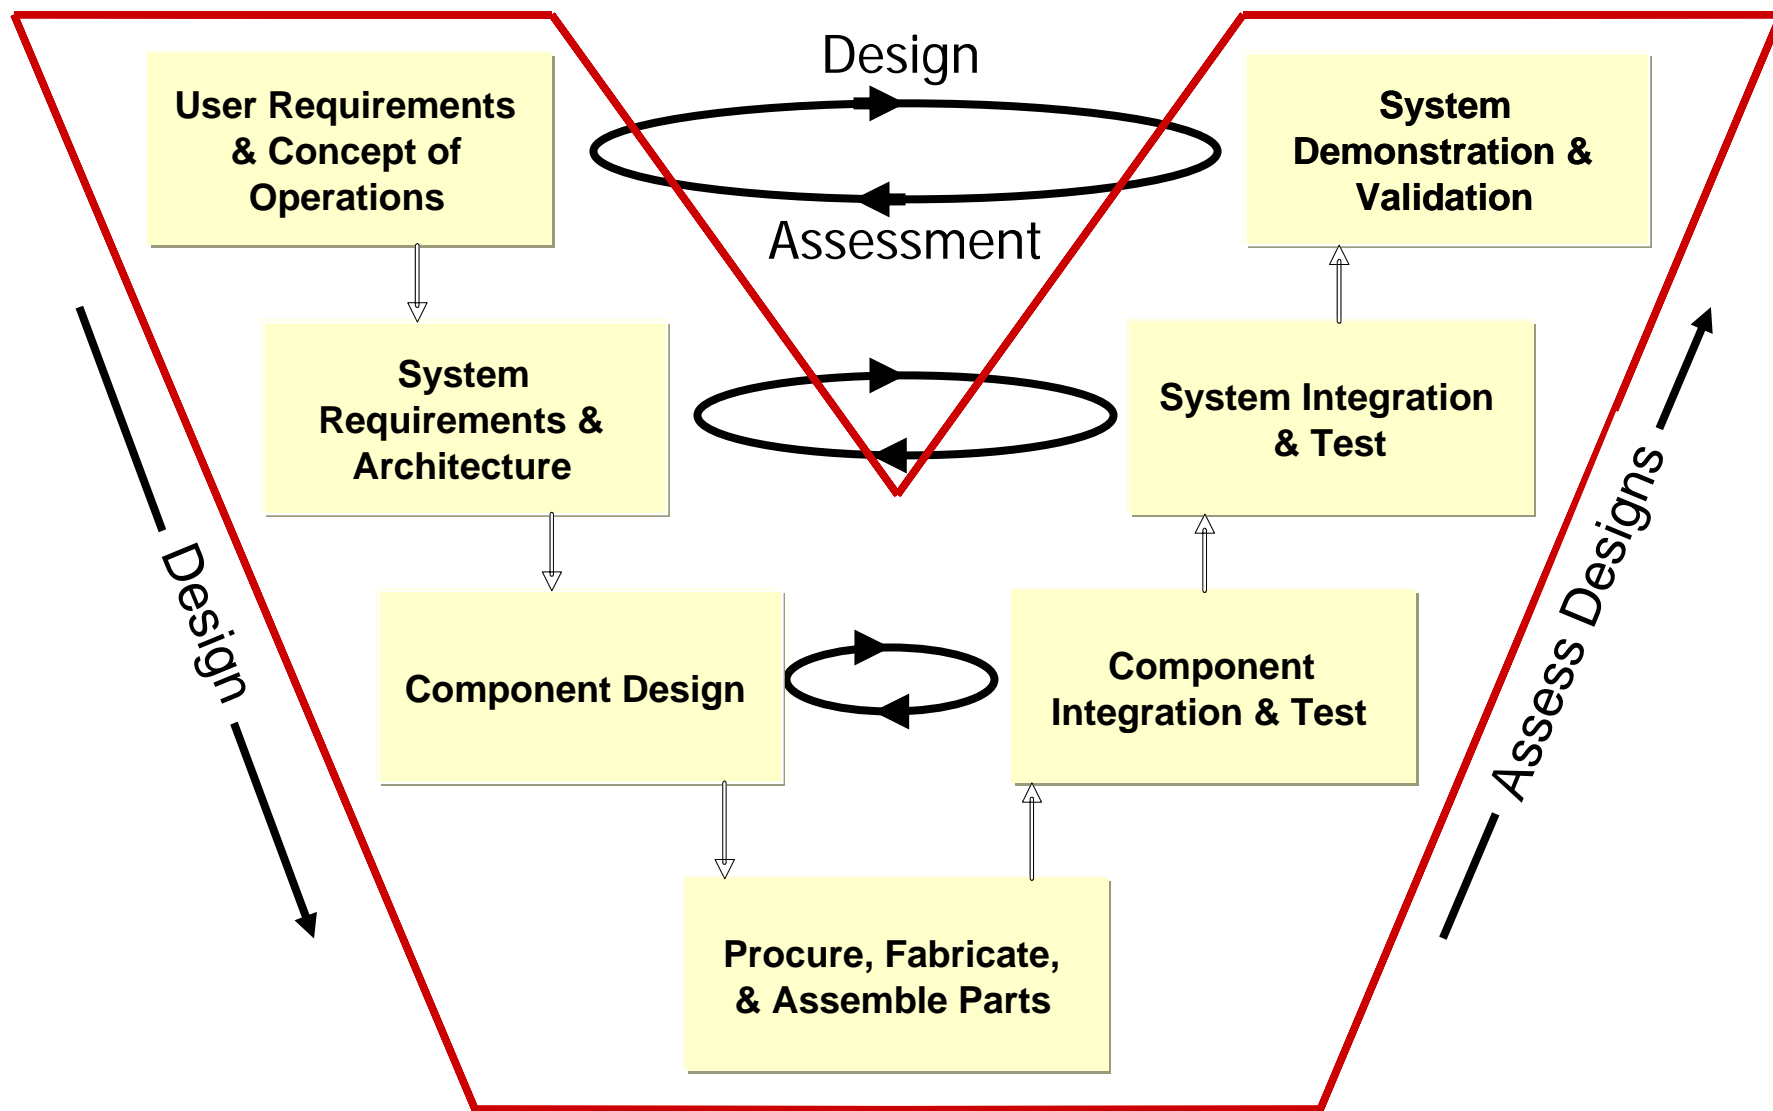 Design
User Requirements
& Concept of
Operations
System
Demonstration &
Validation
Assessment
System
Requirements &
Architecture
System Integration
& Test
Design
Assess Designs
Component Design
Component
Integration & Test
Procure, Fabricate,
& Assemble Parts